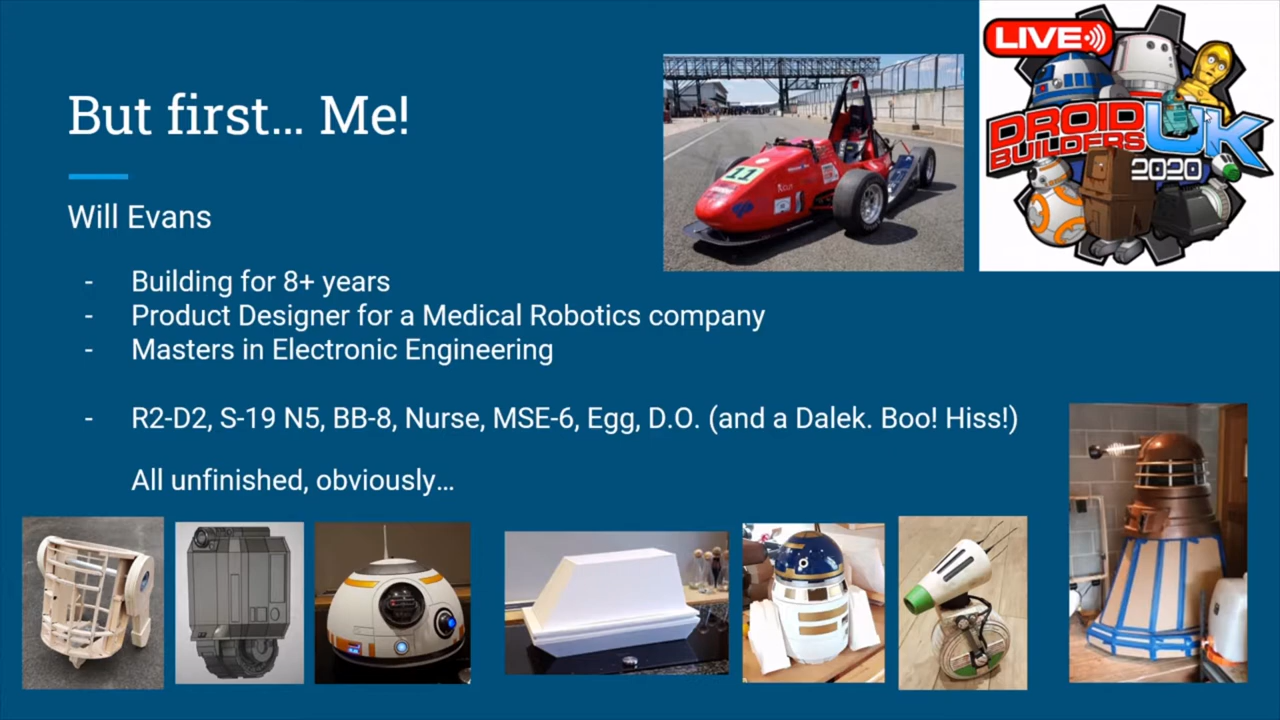 But first... Me!
Will Evans
- Building for 8+ years
- Product Designer for a Medical Robotics company
- Masters in Electronic Engineering
- R2-D2, S-19 N5, BB-8, Nurse, MSE-6, Egg, D.O. (and a Dalek. Boo! Hiss!)
All unfinished, obviously...
11
LIVE
DROID
BUILDERS
UK
2020